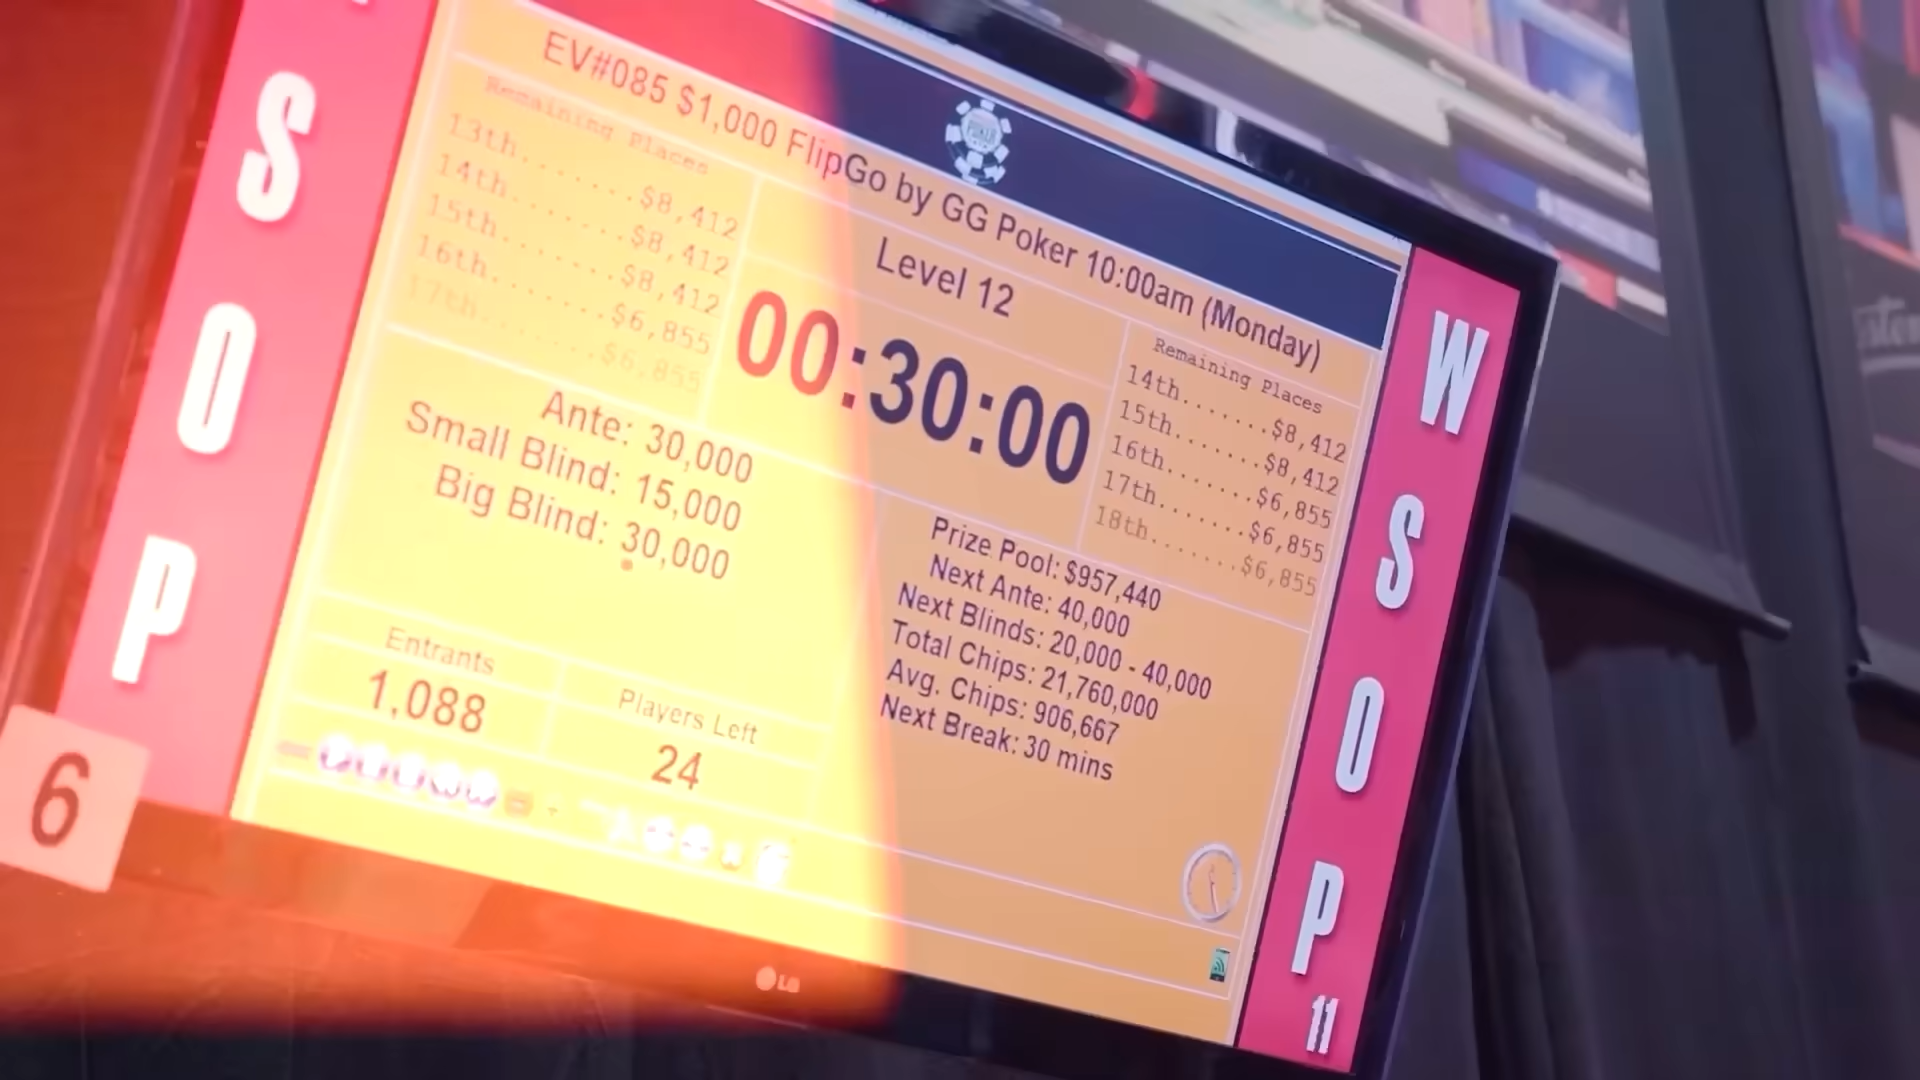 EV#085 $1,000 FlipGo by GG Poker 10:00am (Monday)
Remaining Places
13th.......$8,412
14th.......$8,412
15th.......$8,412
16th.......$6,855
17th.......$6,855
Level 12
00:30:00
Remaining Places
14th.......$8,412
15th.......$8,412
16th.......$6,855
17th.......$6,855
18th.......$6,855
Ante: 30,000
Small Blind: 15,000
Big Blind: 30,000
Prize Pool: $957,440
Next Ante: 40,000
Next Blinds: 20,000 - 40,000
Total Chips: 21,760,000
Avg. Chips: 906,667
Next Break: 30 mins
Entrants
1,088
Players Left
24
S
O
P
6
W
S
O
P
11
LG
POKER